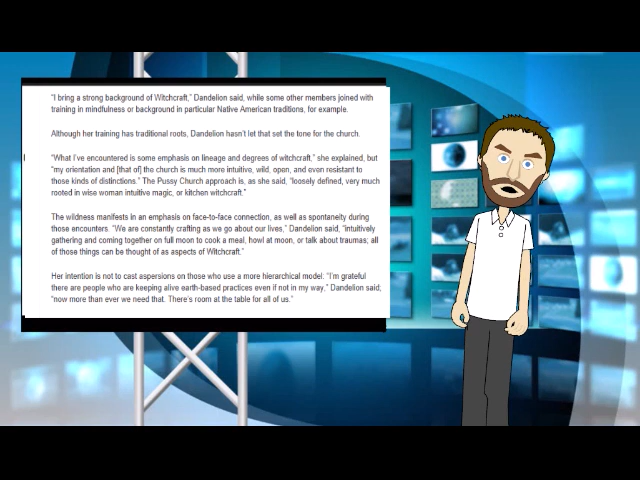 “I bring a strong background of Witchcraft,” Dandelion said, while some other members joined with
training in mindfulness or background in particular Native American traditions, for example.
Although her training has traditional roots, Dandelion hasn’t let that set the tone for the church.
“What I’ve encountered is some emphasis on lineage and degrees of witchcraft,” she explained, but
“my orientation and [that of] the church is much more intuitive, wild, open, and even resistant to
those kinds of distinctions.” The Pussy Church approach is, as she said, “loosely defined, very much
rooted in wise woman intuitive magic, or kitchen witchcraft.”
The wildness manifests in an emphasis on face-to-face connection, as well as spontaneity during
those encounters. “We are constantly crafting as we go about our lives,” Dandelion said, “intuitively
gathering and coming together on full moon to cook a meal, howl at moon, or talk about traumas; all
of those things can be thought of as aspects of Witchcraft.”
Her intention is not to cast aspersions on those who use a more hierarchical model. “I’m grateful
there are people who are keeping alive earth-based practices even if not in my way,” Dandelion said;
“now more than ever we need that. There’s room at the table for all of us.”